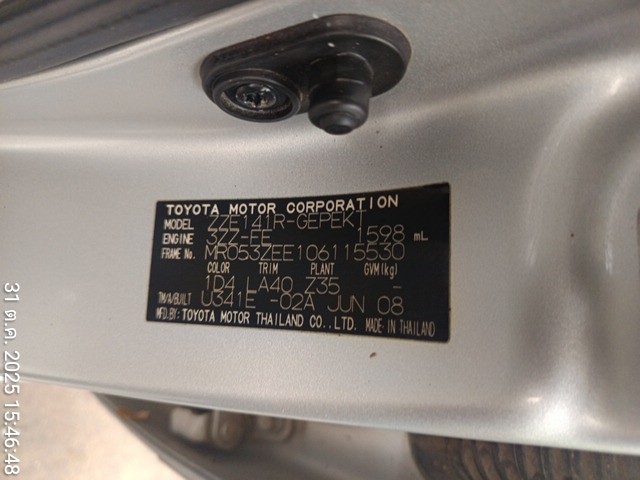 TOYOTA MOTOR CORPORATION
MODEL ZZE141R-GEPEKT
ENGINE 3ZZ-EE 1598 mL
FRAME No. MR053ZEE106115530
COLOR TRIM PLANT GVM(kg)
1D4 LA40 Z35 -
TM/A/BUILT U341E -02A JUN 08
MFD.BY: TOYOTA MOTOR THAILAND CO., LTD. MADE IN THAILAND
31 ต.ค. 2025 15:46:48